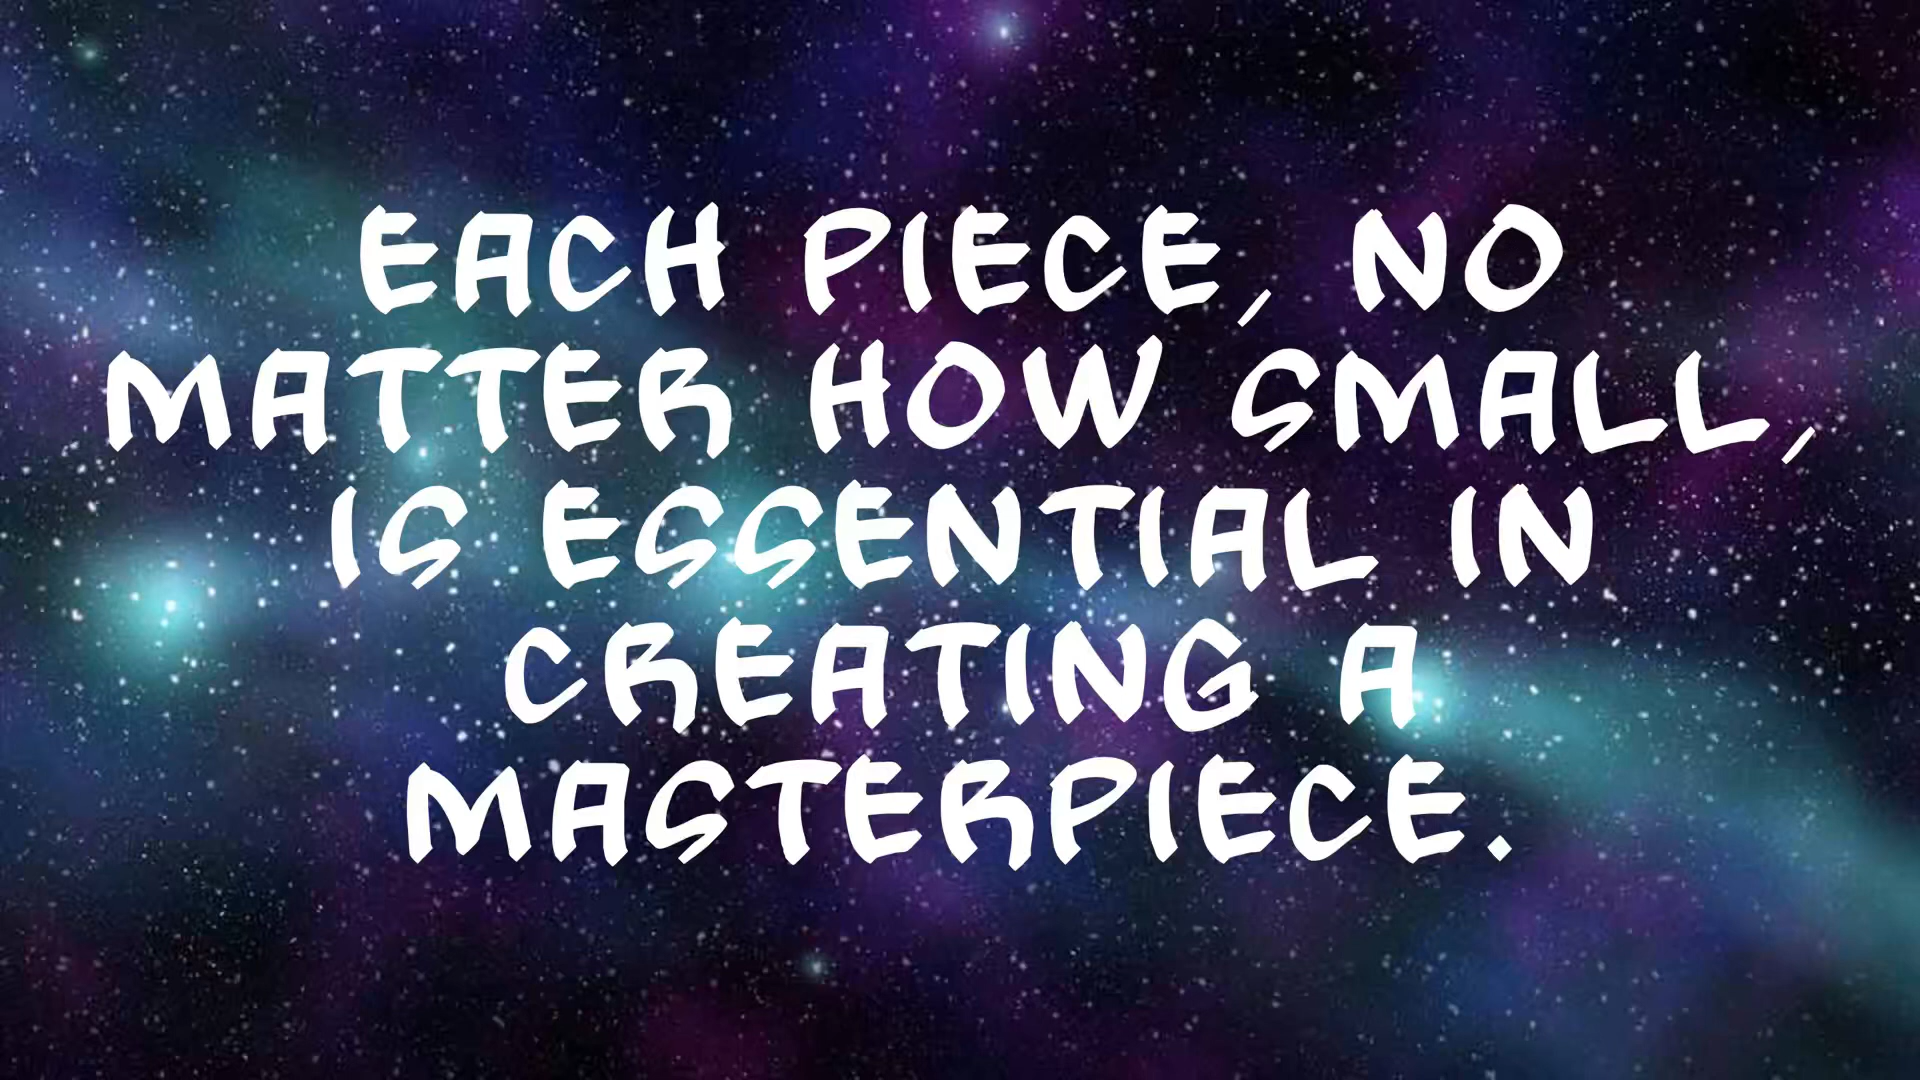 EACH PIECE, NO
MATTER HOW SMALL,
IS ESSENTIAL IN
CREATING A
MASTERPIECE.